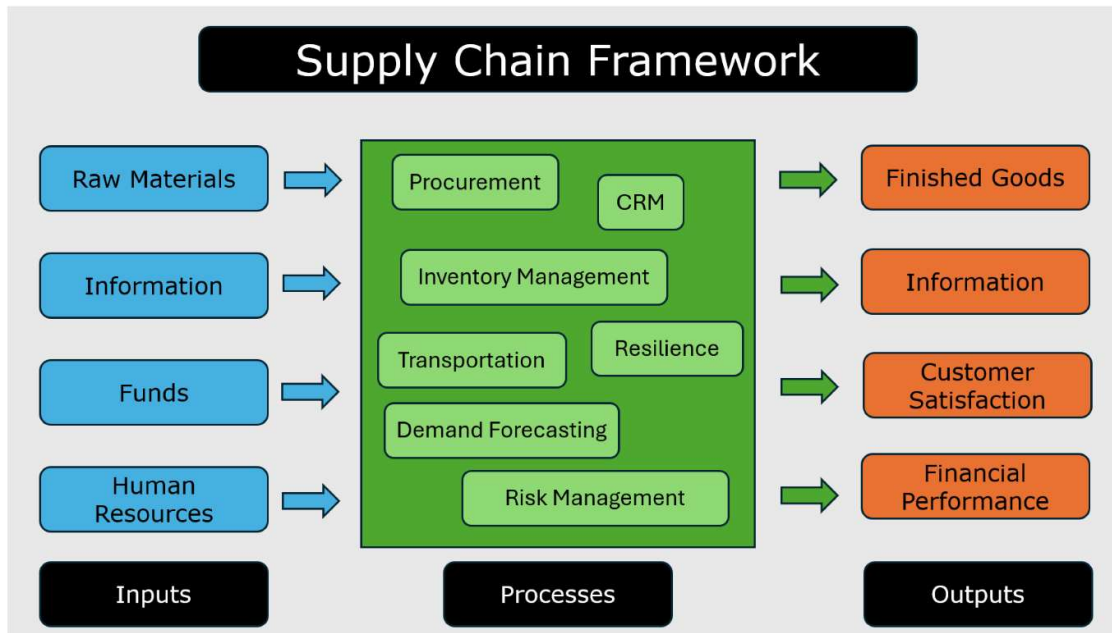 Supply Chain Framework
Raw Materials
Information
Funds
Human
Resources
Inputs
Procurement
CRM
Inventory Management
Transportation
Resilience
Demand Forecasting
Risk Management
Processes
Finished Goods
Information
Customer
Satisfaction
Financial
Performance
Outputs